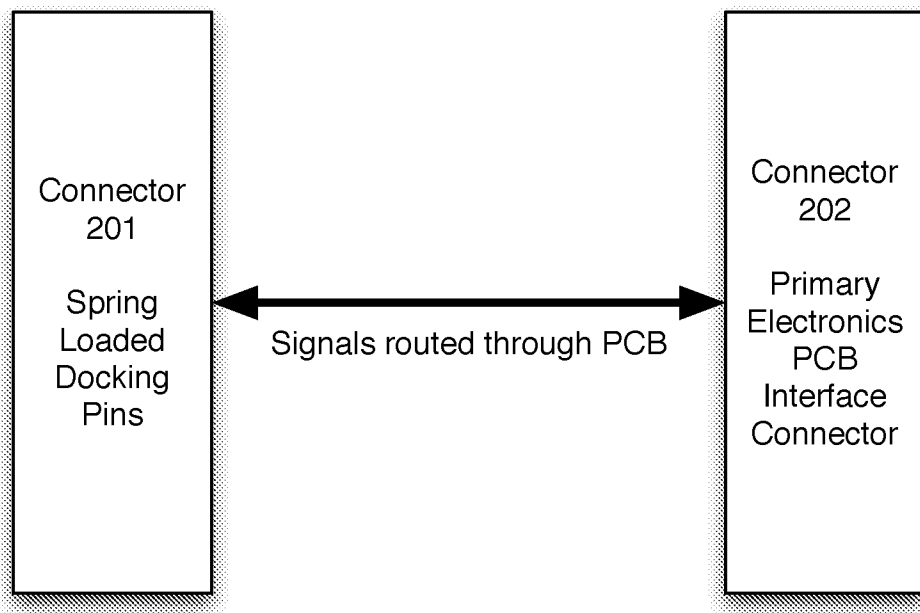 Connector
201
Spring
Loaded
Docking
Pins
Signals routed through PCB
Connector
202
Primary
Electronics
PCB
Interface
Connector